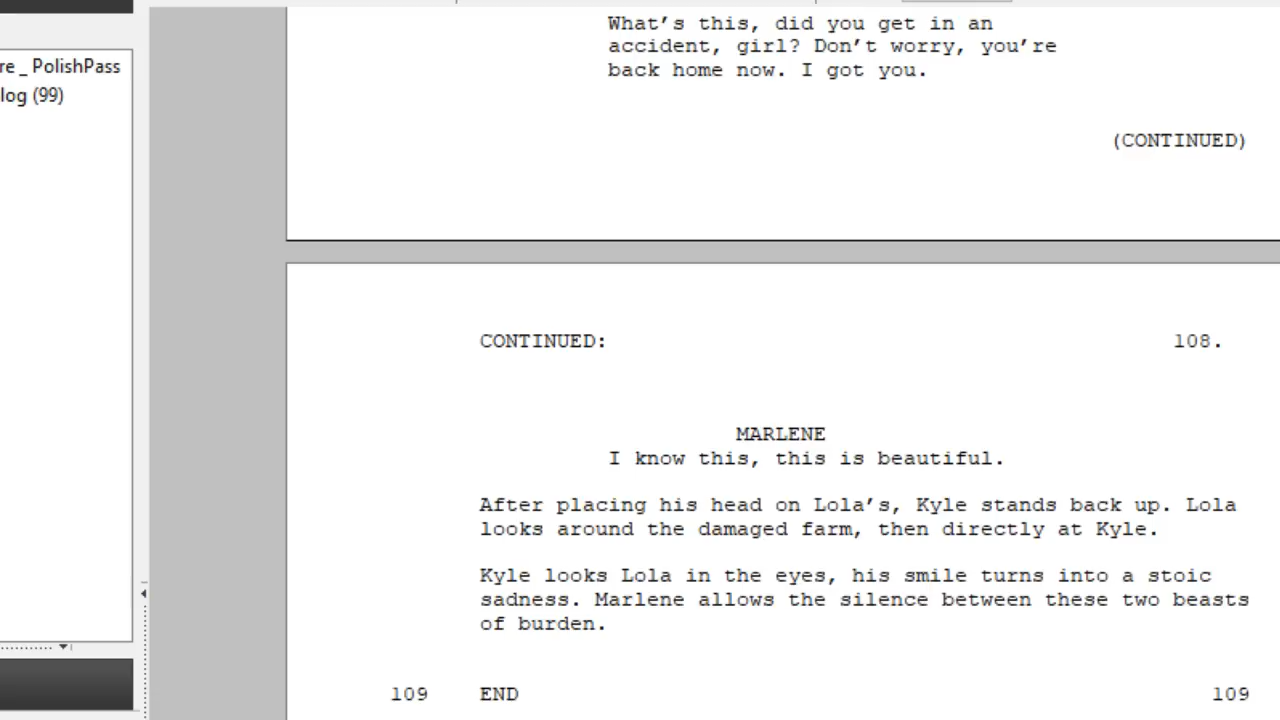 re _ PolishPass
log (99)
What's this, did you get in an
accident, girl? Don't worry, you're
back home now. I got you.
(CONTINUED)
CONTINUED: 108.
MARLENE
I know this, this is beautiful.
After placing his head on Lola's, Kyle stands back up. Lola
looks around the damaged farm, then directly at Kyle.
Kyle looks Lola in the eyes, his smile turns into a stoic
sadness. Marlene allows the silence between these two beasts
of burden.
109 END 109